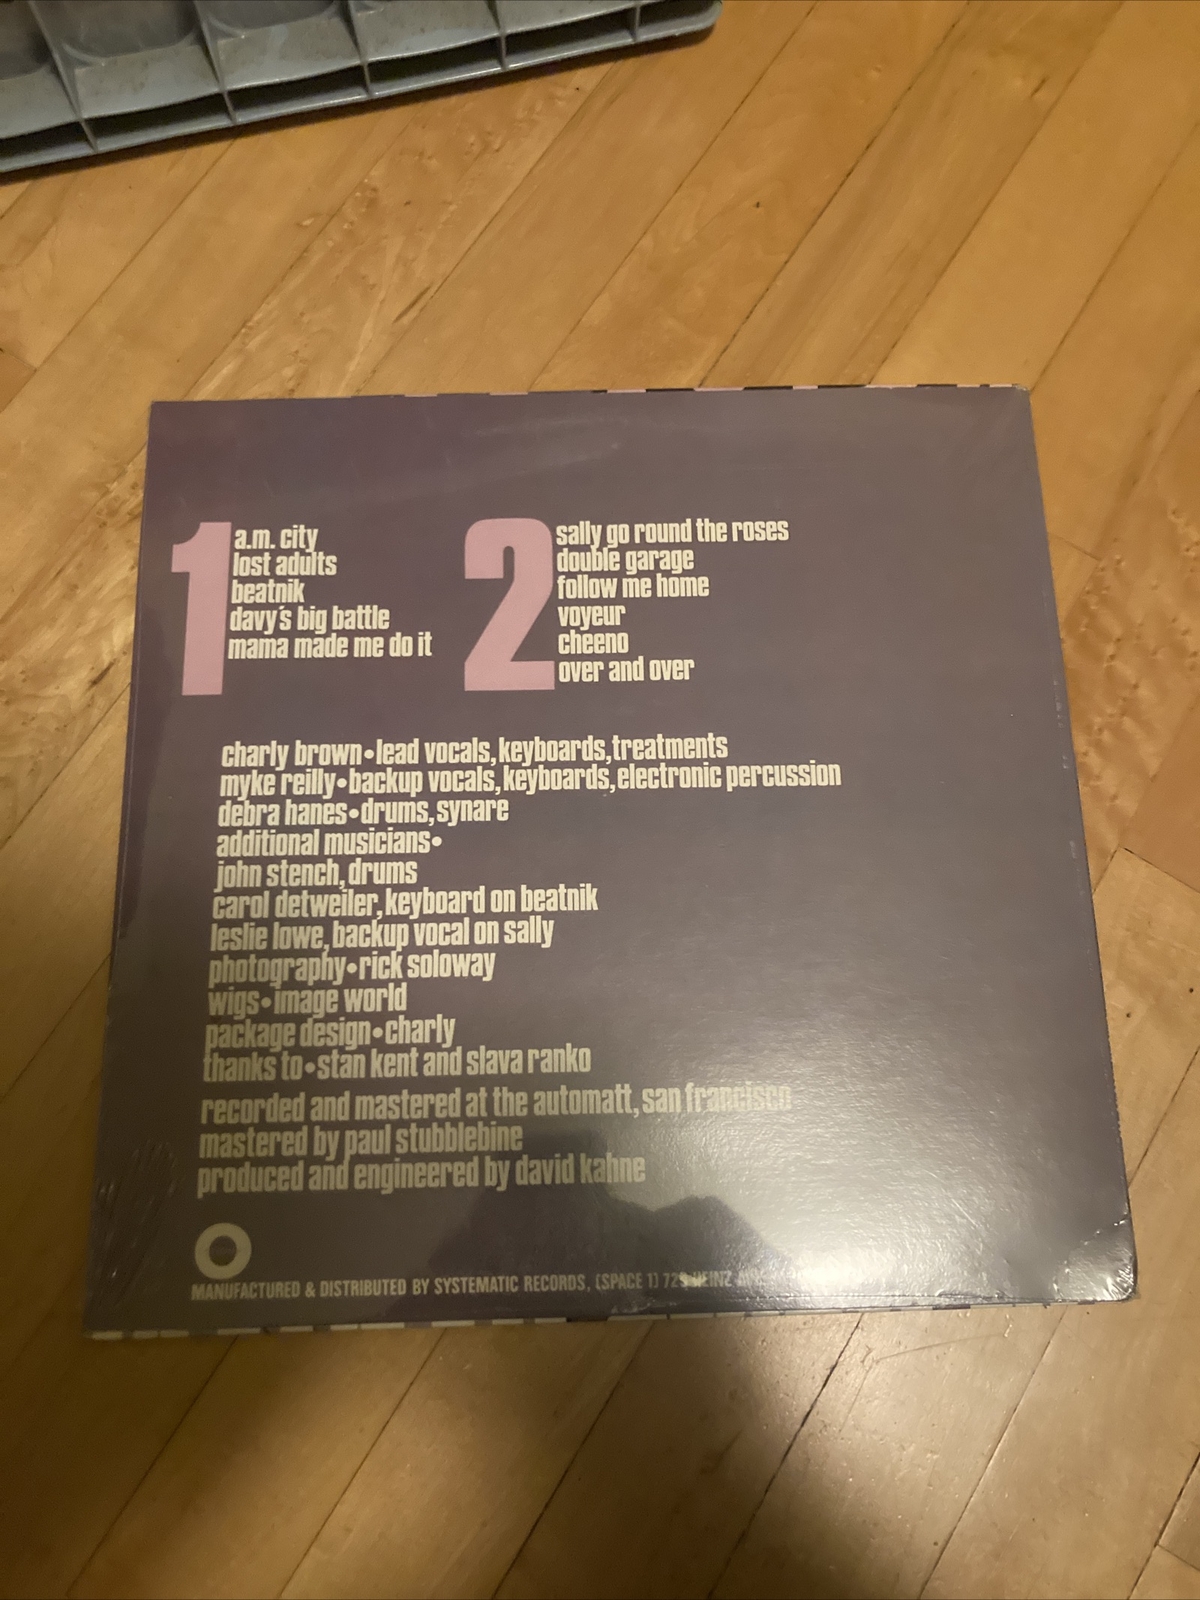 1
a.m. city
lost adults
beatnik
davy's big battle
mama made me do it
2
sally go round the roses
double garage
follow me home
voyeur
cheeno
over and over
charly brown•lead vocals,keyboards,treatments
myke reilly•backup vocals,keyboards,electronic percussion
debra hanes•drums,synare
additional musicians•
john stench,drums
carol detweiler,keyboard on beatnik
leslie lowe,backup vocal on sally
photography•rick soloway
wigs•image world
package design•charly
thanks to•stan kent and slava ranko
recorded and mastered at the automatt,san francisco
mastered by paul stubblebine
produced and engineered by david kahne
MANUFACTURED & DISTRIBUTED BY SYSTEMATIC RECORDS, (SPACE 1)